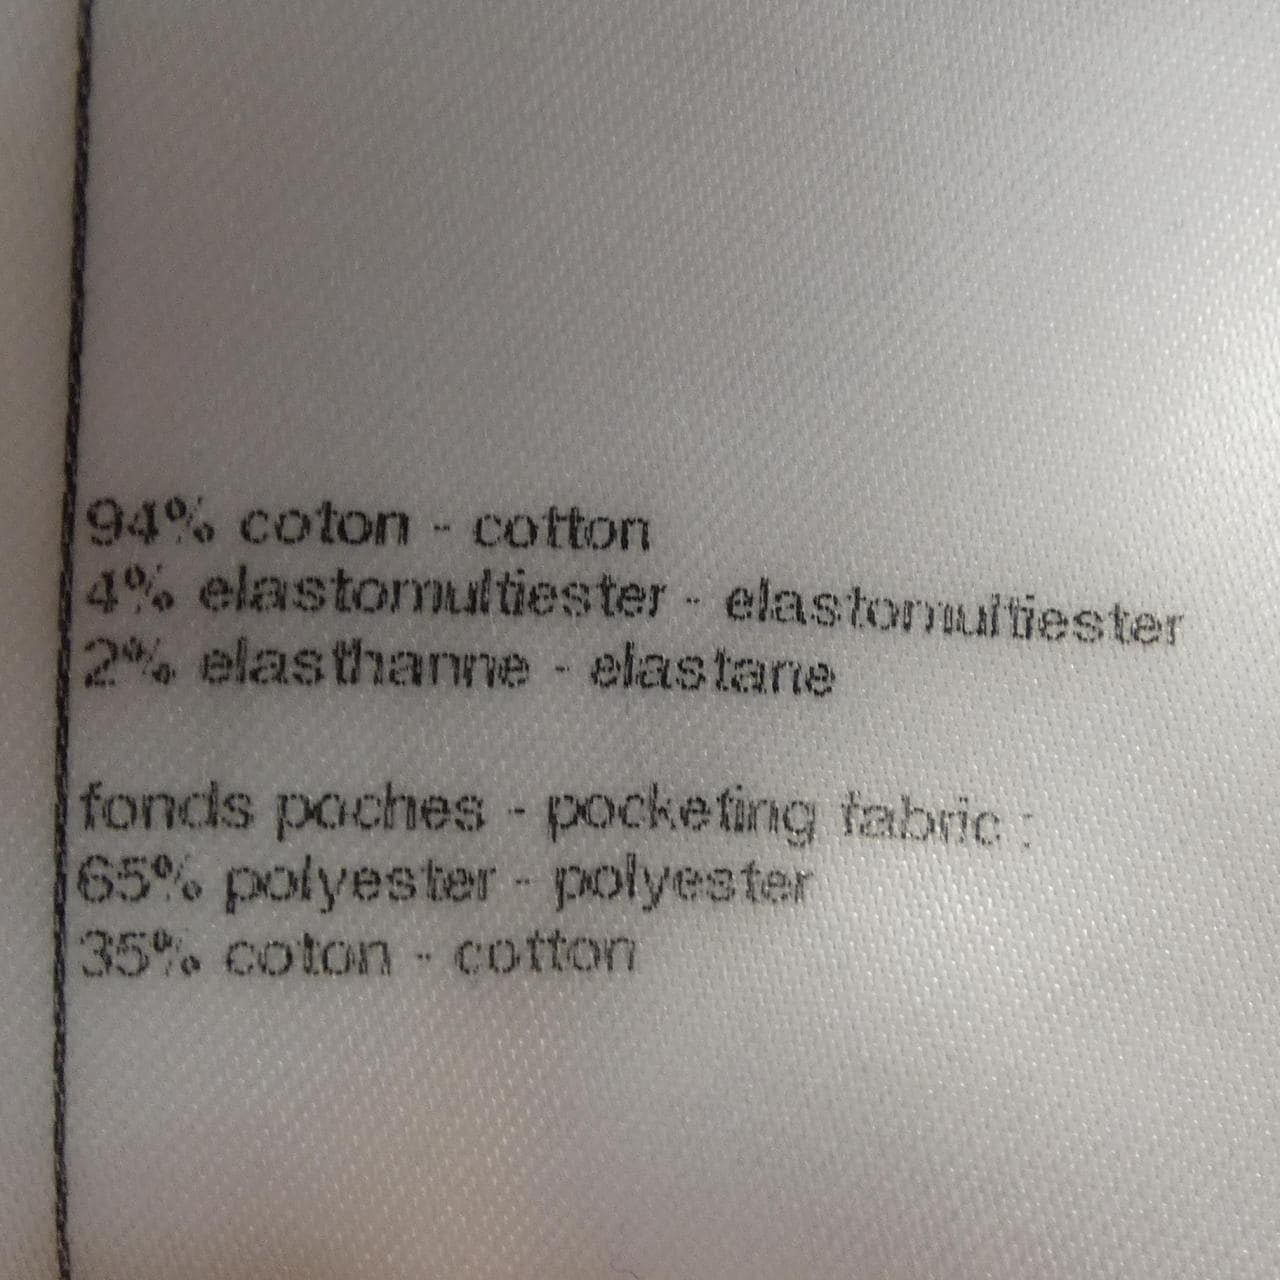 94% coton - cotton
4% elastomultiester - elastomultiester
2% elasthanne - elastane
fonds poches - pocketing fabric :
65% polyester - polyester
35% coton - cotton